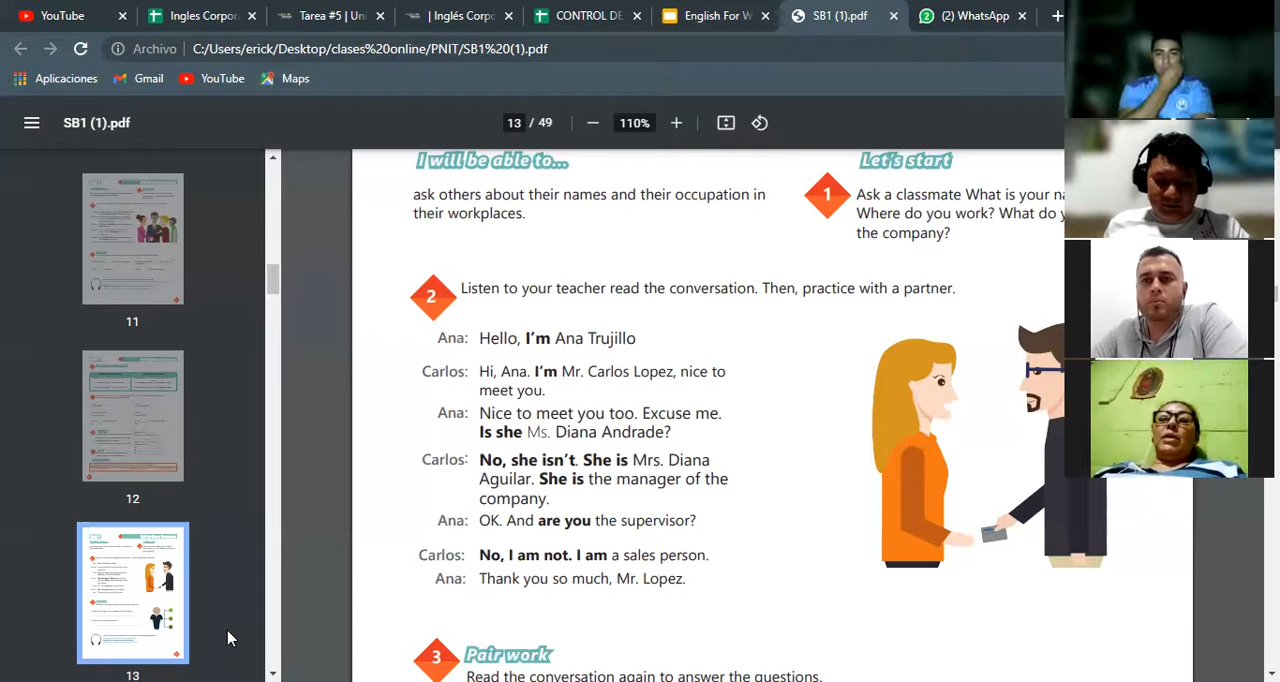 YouTube
Ingles Corpor
Tarea #5 | Uni
| Inglés Corpo
CONTROL DE
English For W
SB1 (1).pdf
(2) WhatsApp
Archivo C:/Users/erick/Desktop/clases%20online/PNIT/SB1%20(1).pdf
Aplicaciones Gmail YouTube Maps
SB1 (1).pdf
13 / 49
110%
11
12
13
I will be able to...
ask others about their names and their occupation in
their workplaces.
Let's start
1
Ask a classmate What is your na
Where do you work? What do y
the company?
2
Listen to your teacher read the conversation. Then, practice with a partner.
Ana: Hello, I'm Ana Trujillo
Carlos: Hi, Ana. I'm Mr. Carlos Lopez, nice to
meet you.
Ana: Nice to meet you too. Excuse me.
Is she Ms. Diana Andrade?
Carlos: No, she isn't. She is Mrs. Diana
Aguilar. She is the manager of the
company.
Ana: OK. And are you the supervisor?
Carlos: No, I am not. I am a sales person.
Ana: Thank you so much, Mr. Lopez.
3
Pair work
Read the conversation again to answer the questions.